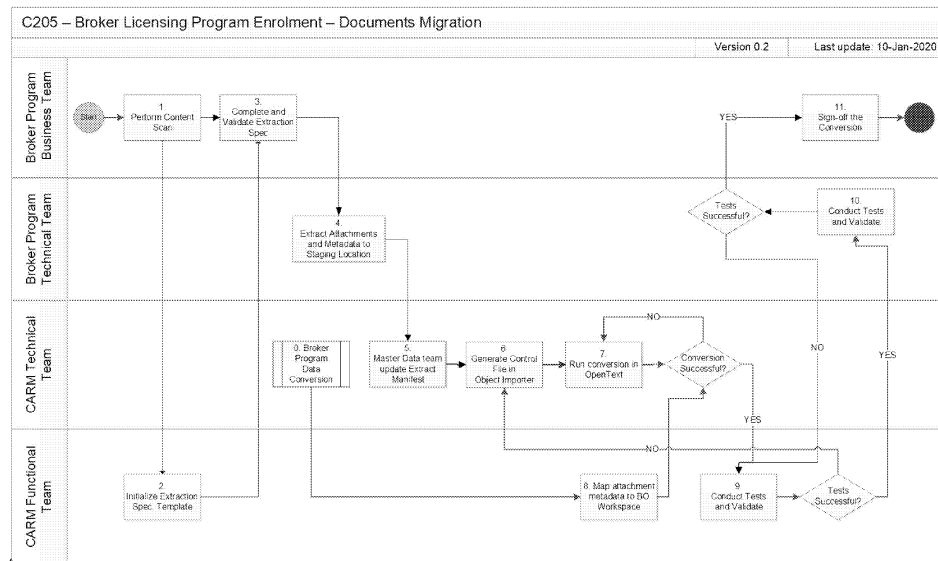 C205 – Broker Licensing Program Enrolment – Documents Migration
Version 0.2
Last update: 10-Jan-2020
Broker Program
Business Team
Start
1.
Perform Content
Scan
3.
Complete and
Validate Extraction
Spec
YES
11.
Sign-off the
Conversion
Broker Program
Technical Team
4.
Extract Attachments
and Metadata to
Staging Location
Tests
Successful?
10.
Conduct Tests
and Validate
CARM Technical
Team
0. Broker
Program
Data
Conversion
5.
Master Data team
update Extract
Manifest
6.
Generate Control
File in
Object Importer
NO
7.
Run conversion in
OpenText
Conversion
Successful?
NO
YES
YES
CARM Functional
Team
2.
Initialize Extraction
Spec. Template
NO
8. Map attachment
metadata to BO
Workspace
9.
Conduct Tests
and Validate
Tests
Successful?